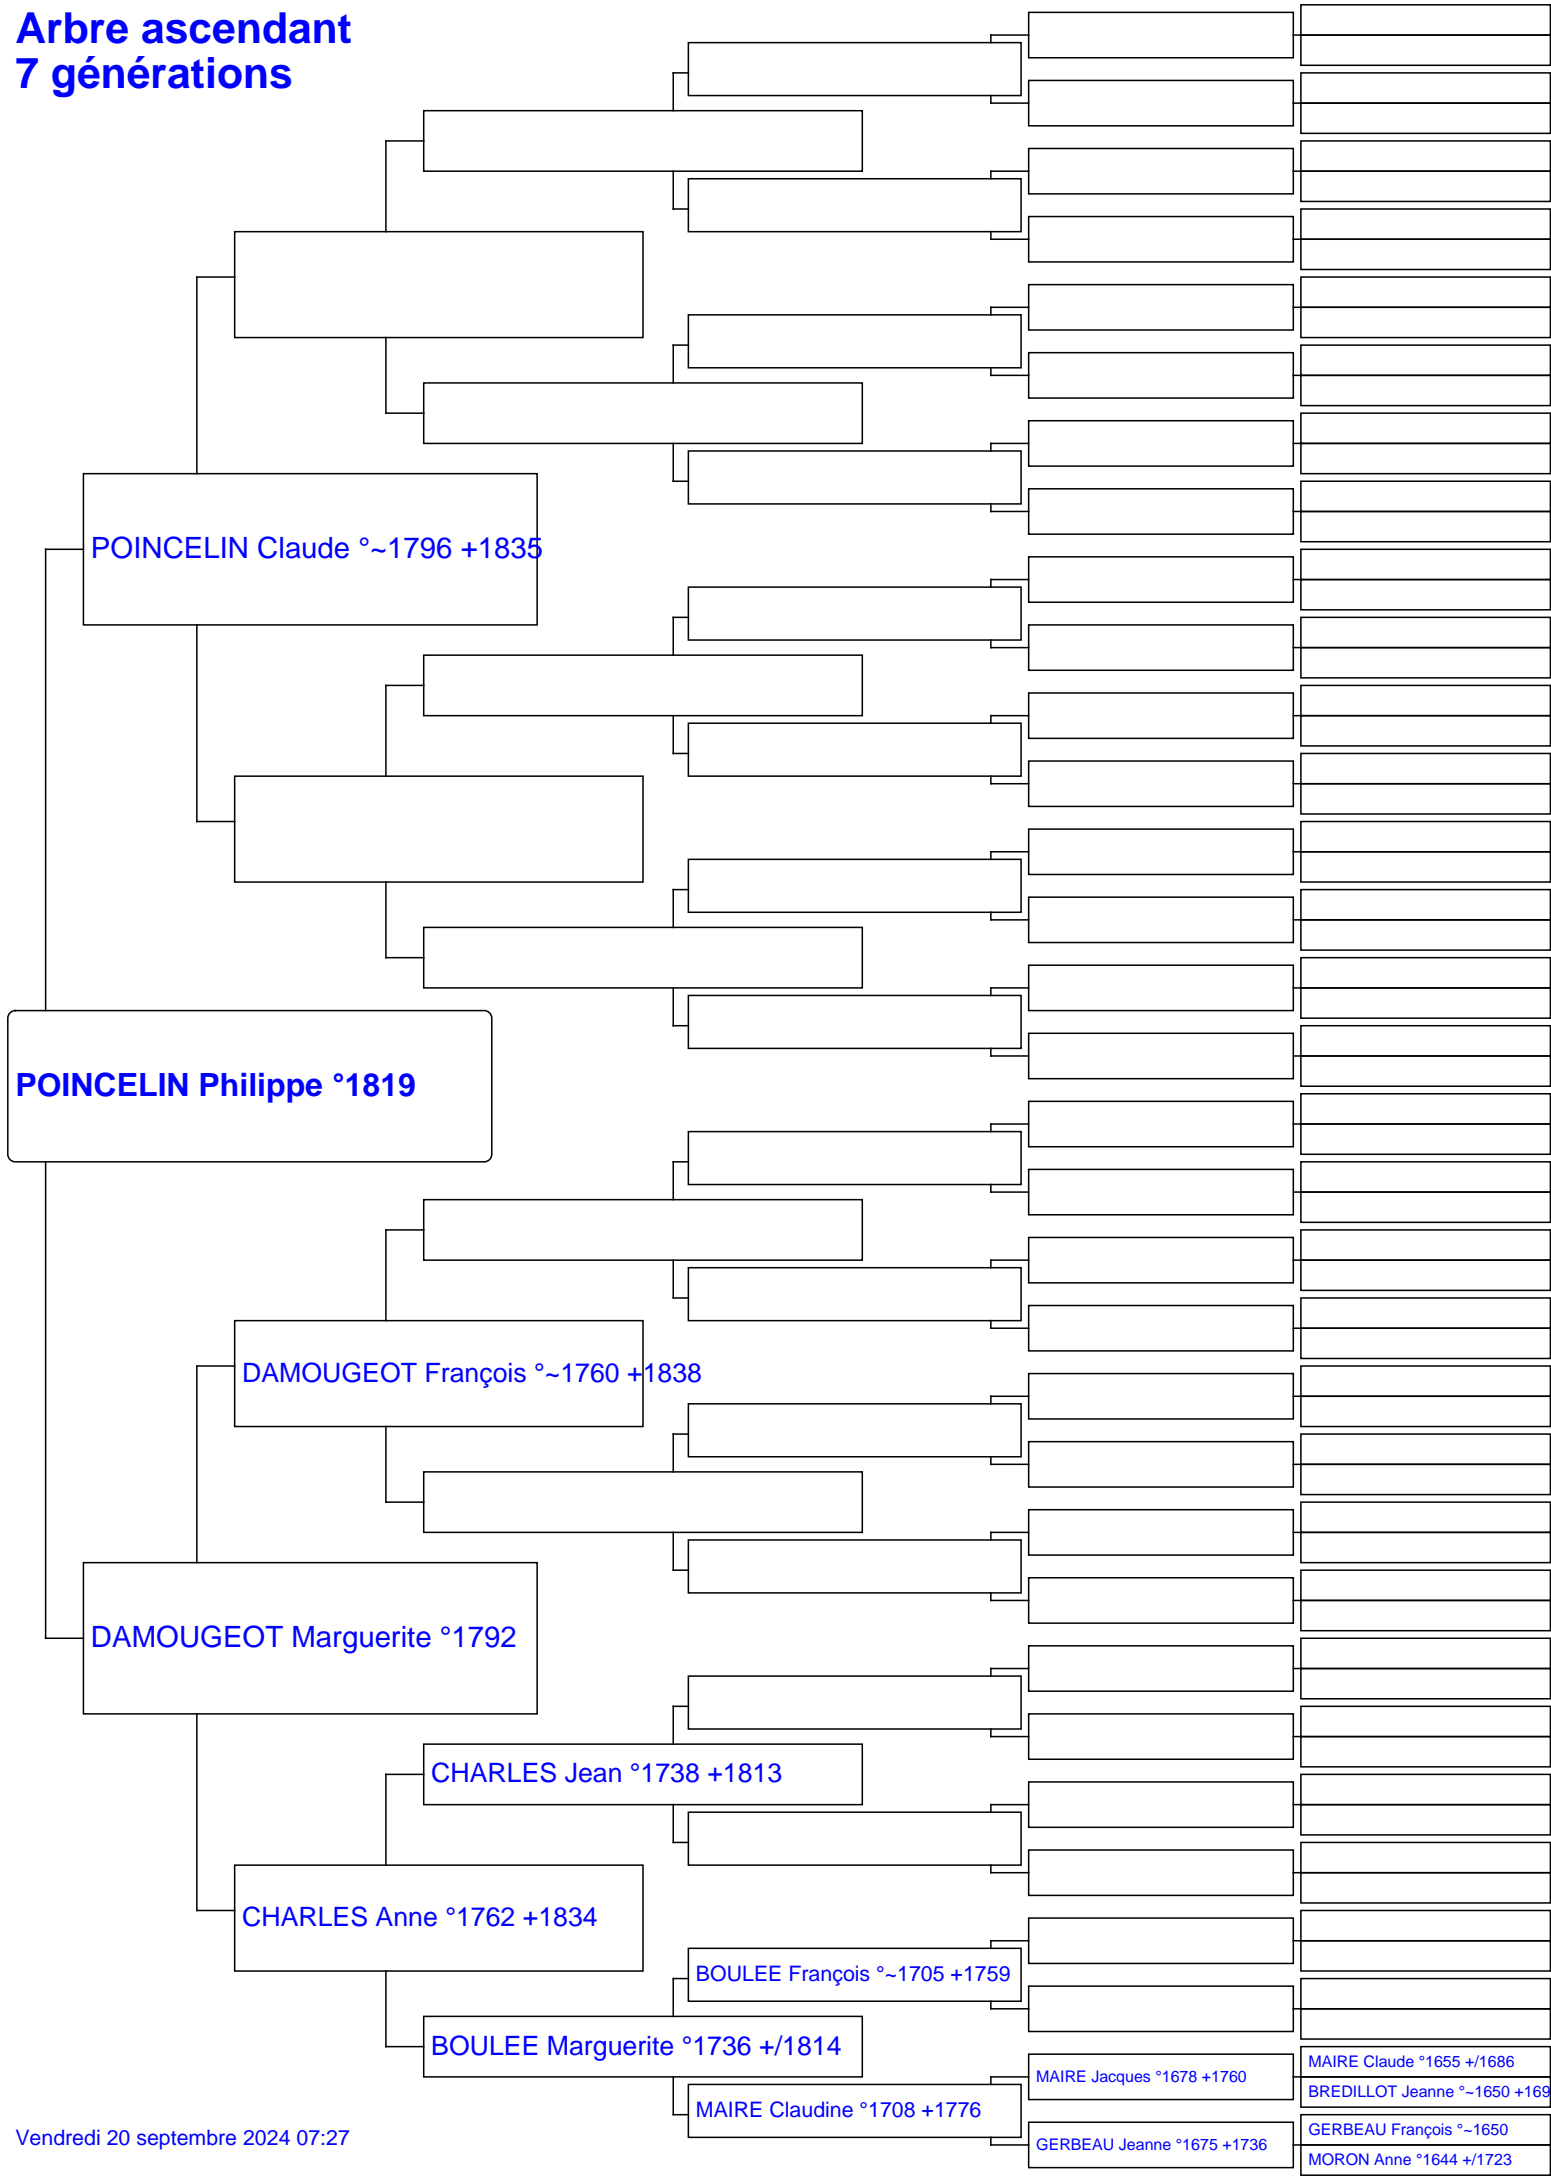 Arbre ascendant
7 générations
POINCELIN Claude °~1796 +1835
POINCELIN Philippe °1819
DAMOUGEOT François °~1760 +1838
DAMOUGEOT Marguerite °1792
CHARLES Jean °1738 +1813
CHARLES Anne °1762 +1834
BOULEE François °~1705 +1759
BOULEE Marguerite °1736 +/1814
MAIRE Claude °1655 +/1686
MAIRE Jacques °1678 +1760
BREDILLOT Jeanne °~1650 +169
MAIRE Claudine °1708 +1776
GERBEAU François °~1650
GERBEAU Jeanne °1675 +1736
MORON Anne °1644 +/1723
Vendredi 20 septembre 2024 07:27